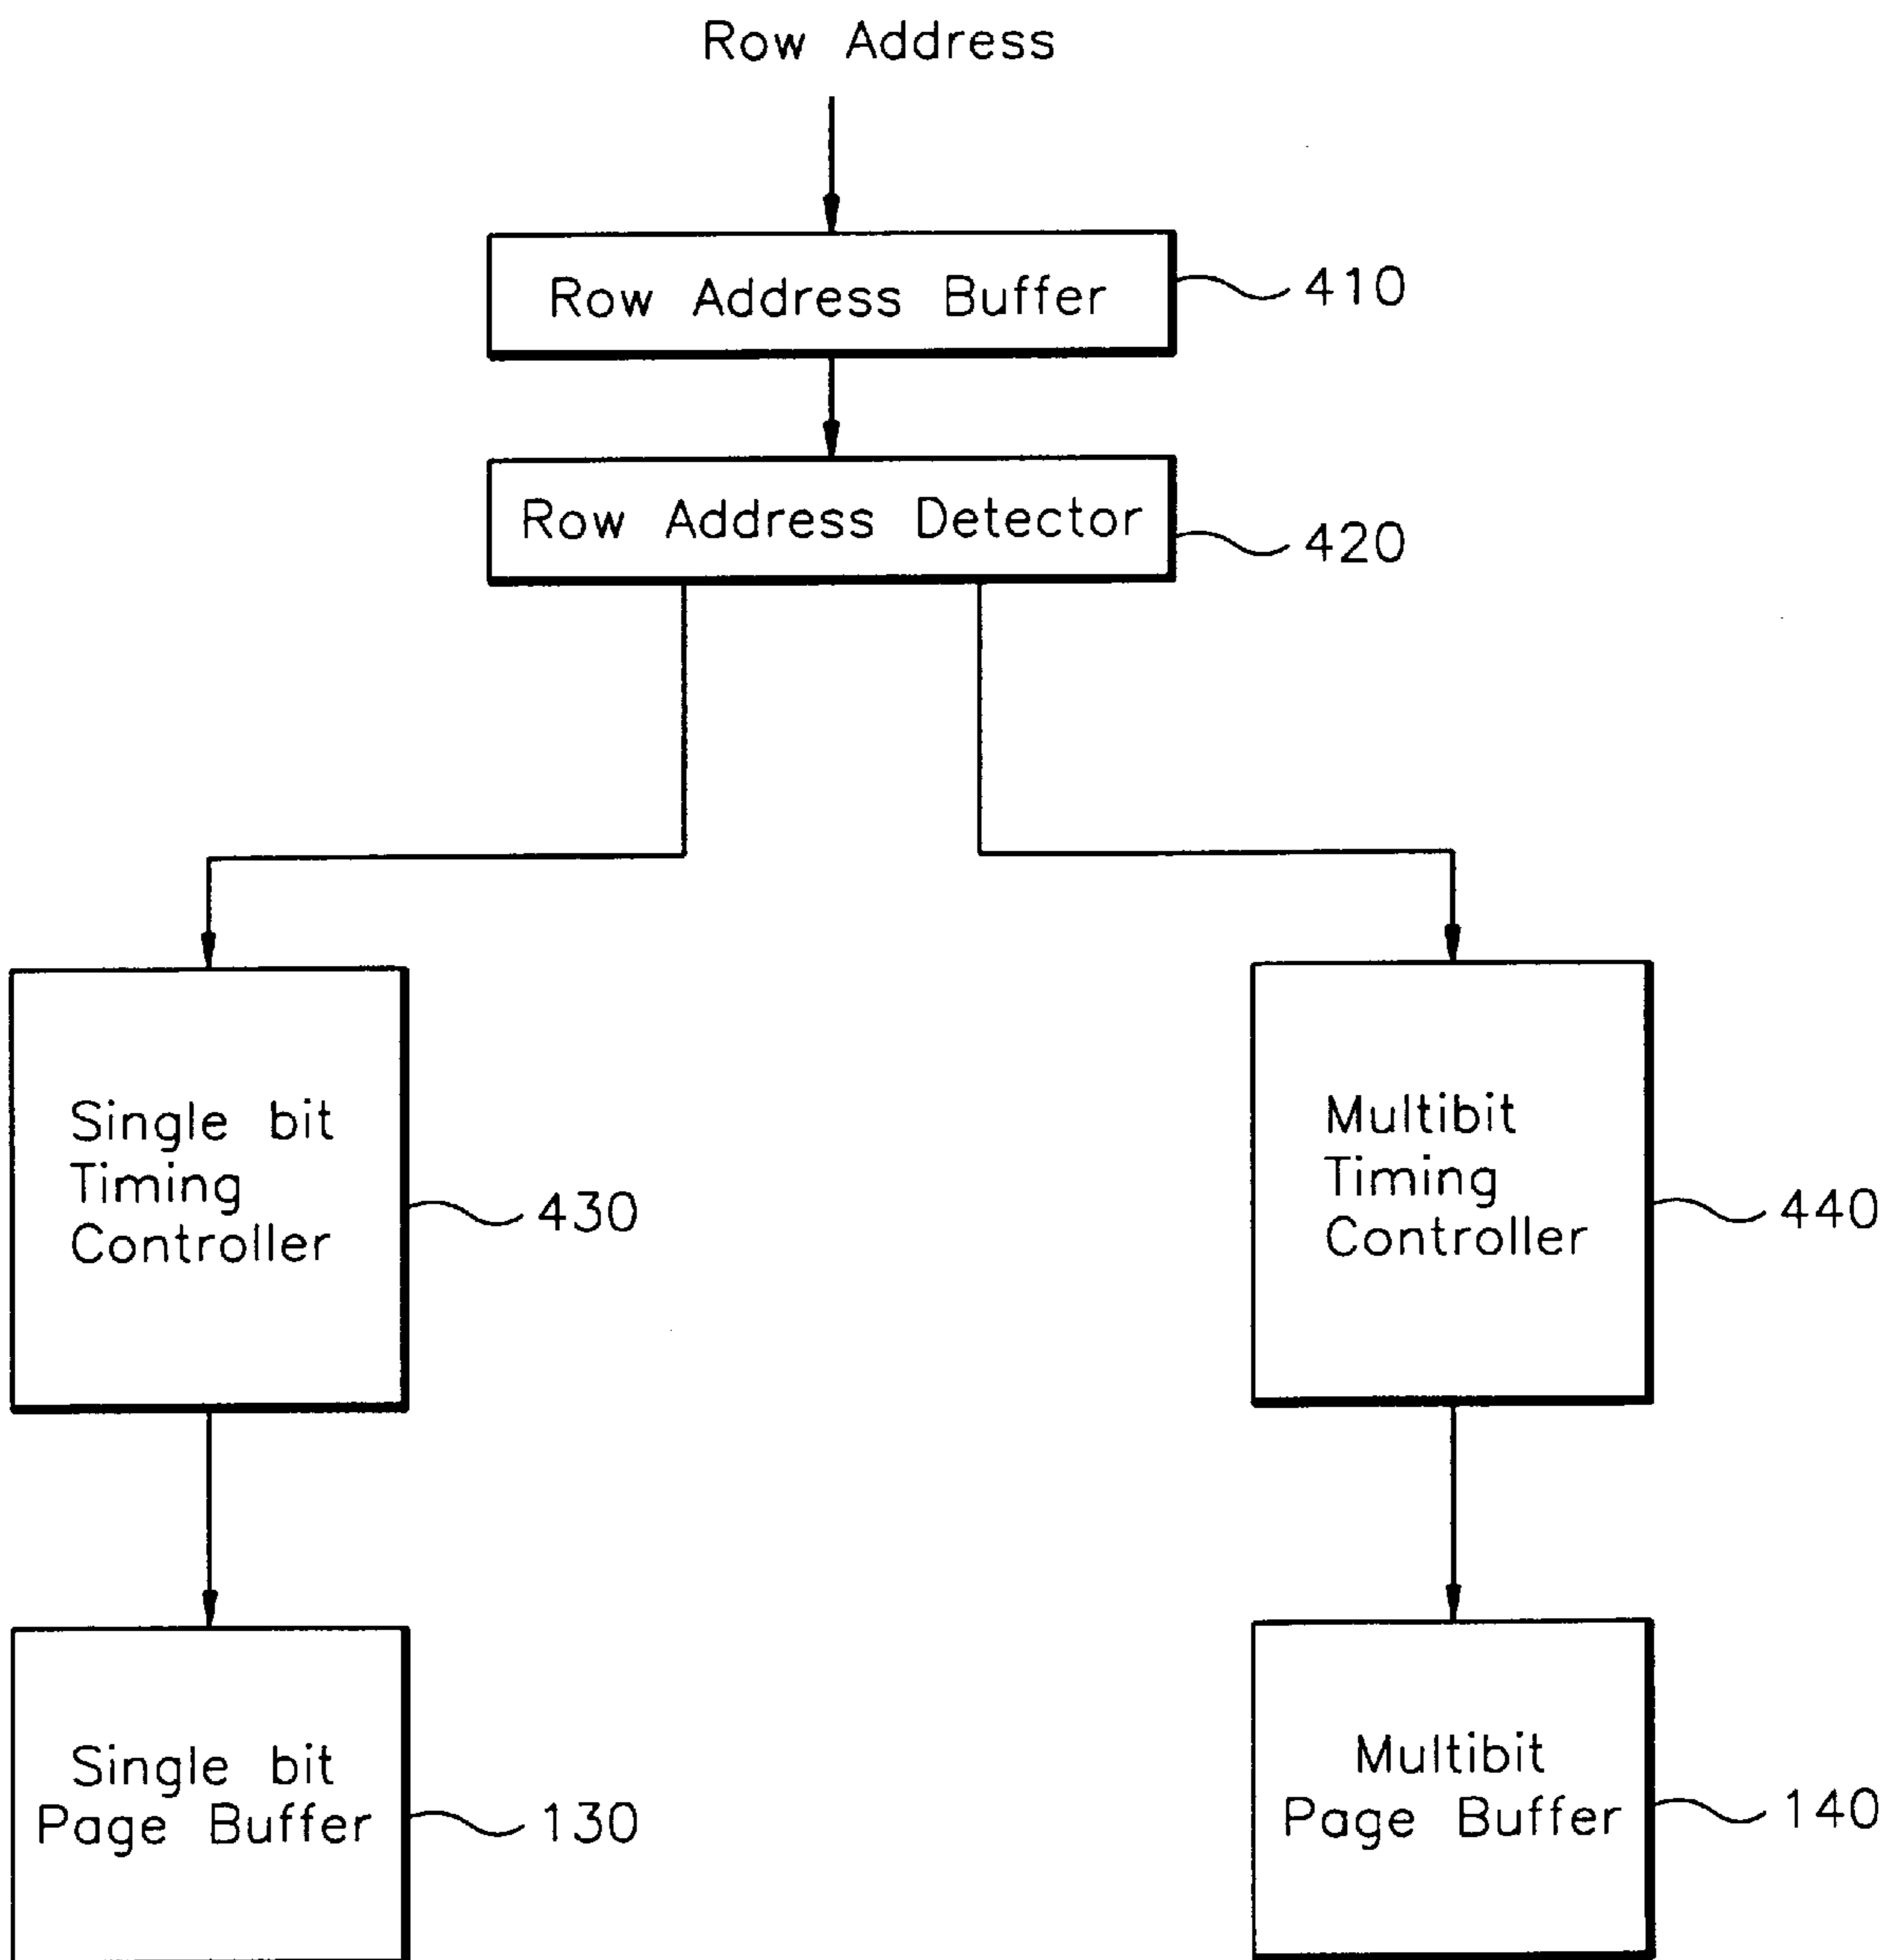 Row Address
Row Address Buffer
410
Row Address Detector
420
Single bit
Timing
Controller
430
Multibit
Timing
Controller
440
Single bit
Page Buffer
130
Multibit
Page Buffer
140